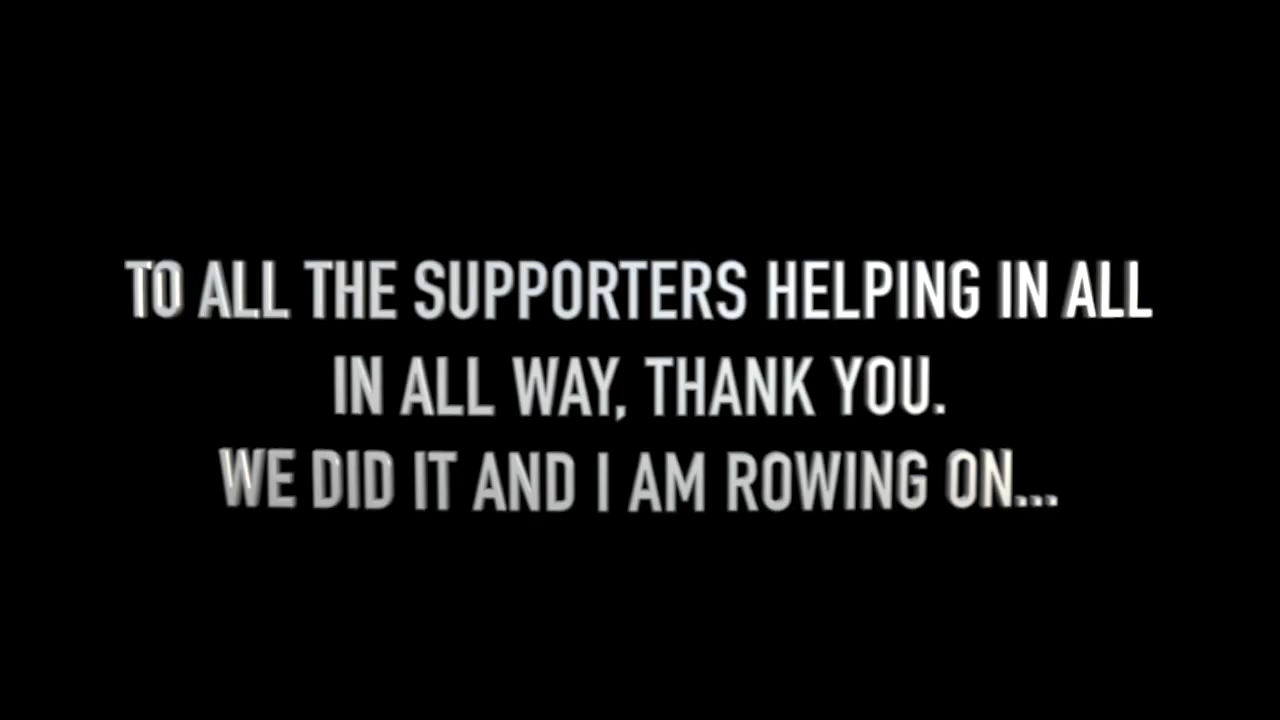 TO ALL THE SUPPORTERS HELPING IN ALL
IN ALL WAY, THANK YOU.
WE DID IT AND I AM ROWING ON...